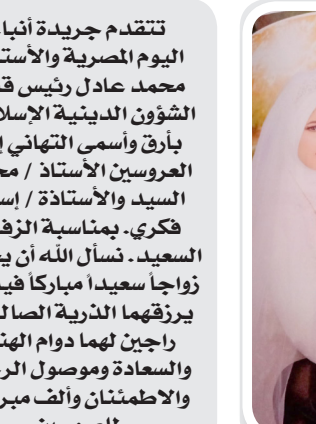 تتقدم جريدة أنبا
اليوم المصرية والأست
محمد عادل رئيس ق
الشؤون الدينية الإسلا
بأرق وأسمى التهاني إ
العروسين الأستاذ / مح
السيد والأستاذة / إس
فكري. بمناسبة الزف
السعيد. نسأل الله أن يج
زواجاً سعيداً مباركاً في
يرزقهما الذرية الصال
راجين لهما دوام الهن
والسعادة وموصول الر
والاطمئنان وألف مبر